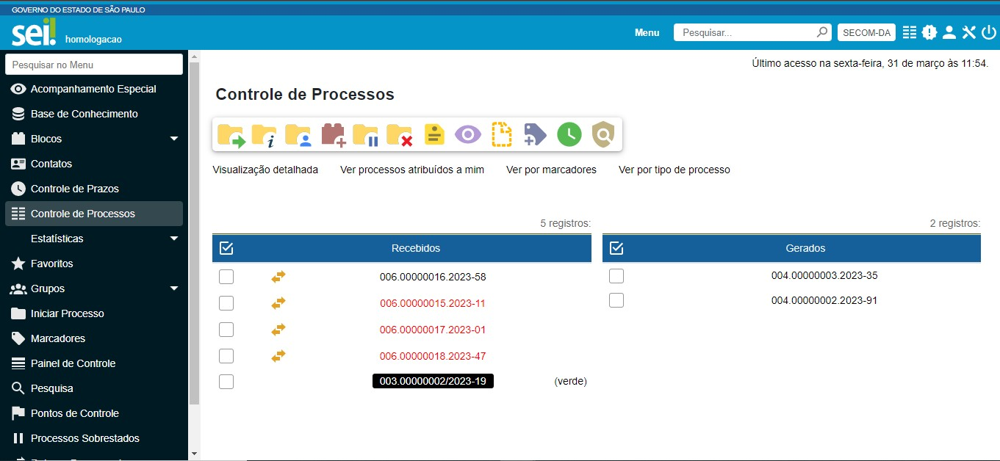 GOVERNO DO ESTADO DE SÃO PAULO
sei!
homologacao
Menu
Pesquisar...
SECOM-DA
Pesquisar no Menu
Acompanhamento Especial
Base de Conhecimento
Blocos
Contatos
Controle de Prazos
Controle de Processos
Estatísticas
Favoritos
Grupos
Iniciar Processo
Marcadores
Painel de Controle
Pesquisa
Pontos de Controle
Processos Sobrestados
Último acesso na sexta-feira, 31 de março às 11:54.
Controle de Processos
Visualização detalhada Ver processos atribuídos a mim Ver por marcadores Ver por tipo de processo
5 registros:
Recebidos
006.00000016.2023-58
006.00000015.2023-11
006.00000017.2023-01
006.00000018.2023-47
003.00000002/2023-19 (verde)
2 registros:
Gerados
004.00000003.2023-35
004.00000002.2023-91